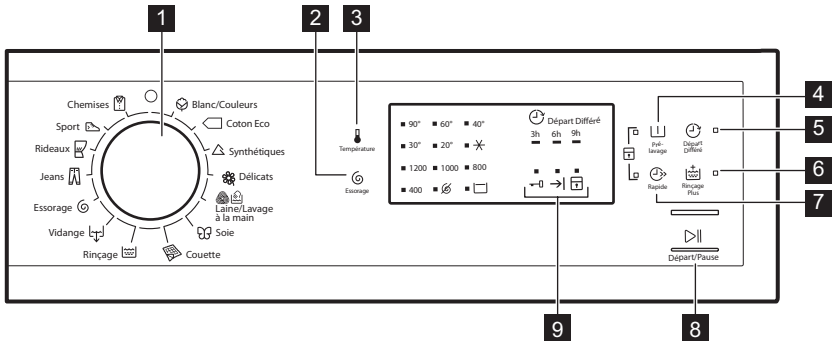 1
2
3
4
5
6
7
8
9
Chemises
Blanc/Couleurs
Sport
Coton Eco
Rideaux
Synthétiques
Jeans
Délicats
Essorage
Laine/Lavage
à la main
Vidange
Soie
Rinçage
Couette
Température
Essorage
90° 60° 40°
30° 20°
1200 1000 800
400
Départ Différé
3h 6h 9h
Pré-
lavage
Départ
Différé
Rapide
Rinçage
Plus
Départ/Pause